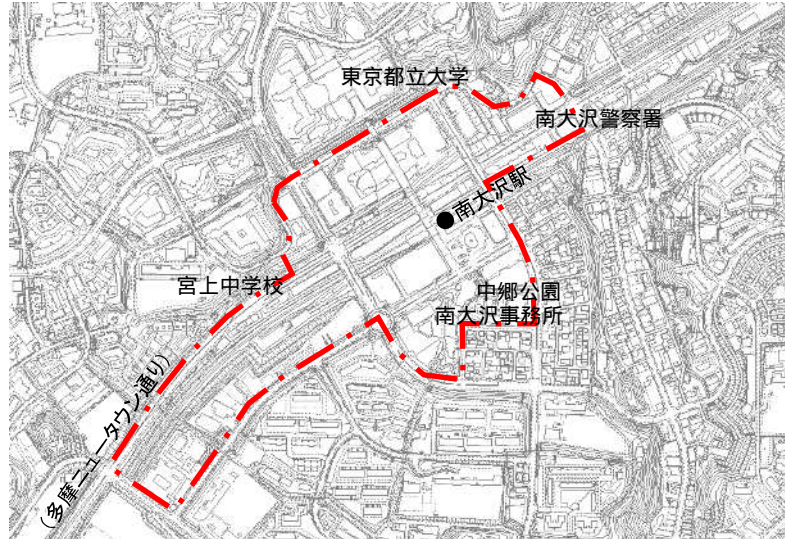 東京都立大学
南大沢警察署
南大沢駅
宮上中学校
中郷公園
南大沢事務所
(多摩ニュータウン通り)